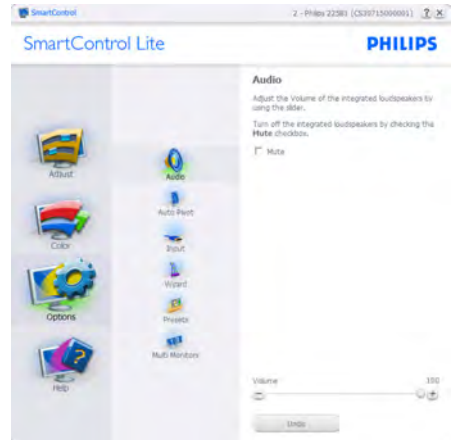 SmartControl
2 - Philips 225B1 (CS39715000001)
? X
SmartControl Lite
PHILIPS
Audio
Adjust the Volume of the integrated loudspeakers by
using the slider.
Turn off the integrated loudspeakers by checking the
Mute checkbox.
Mute
Adjust
Color
Options
Help
Audio
Auto Pivot
Input
Wizard
Presets
Multi Monitors
Volume
100
Undo